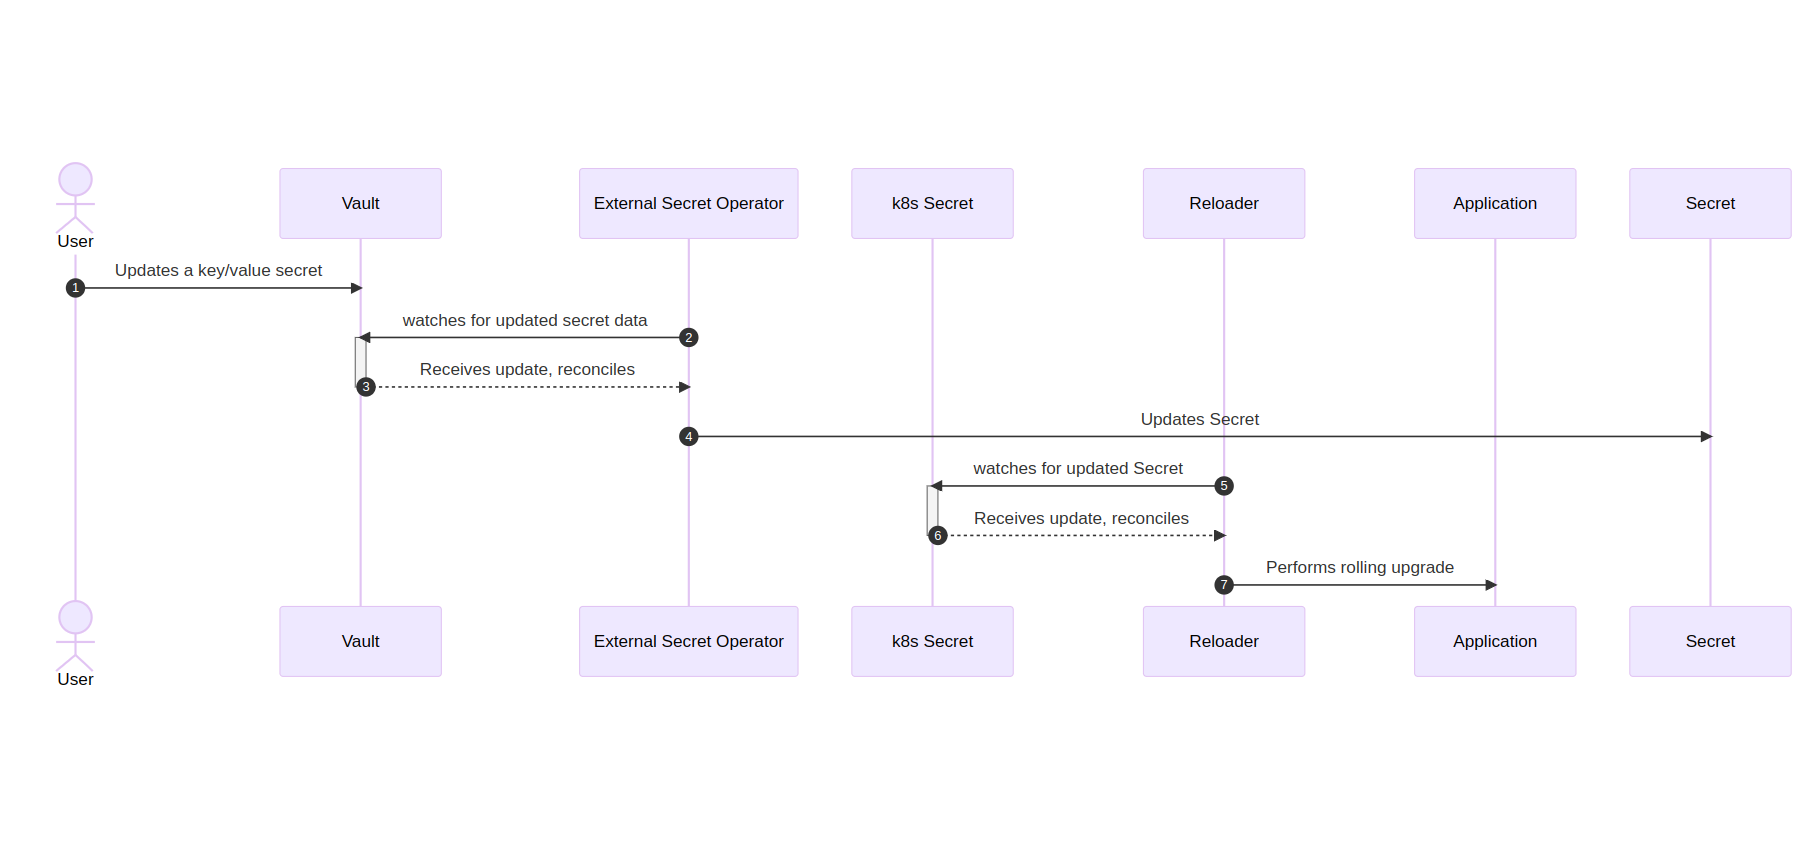 User
Vault
External Secret Operator
k8s Secret
Reloader
Application
Secret
Updates a key/value secret
1
watches for updated secret data
2
Receives update, reconciles
3
Updates Secret
4
watches for updated Secret
5
Receives update, reconciles
6
Performs rolling upgrade
7
User
Vault
External Secret Operator
k8s Secret
Reloader
Application
Secret